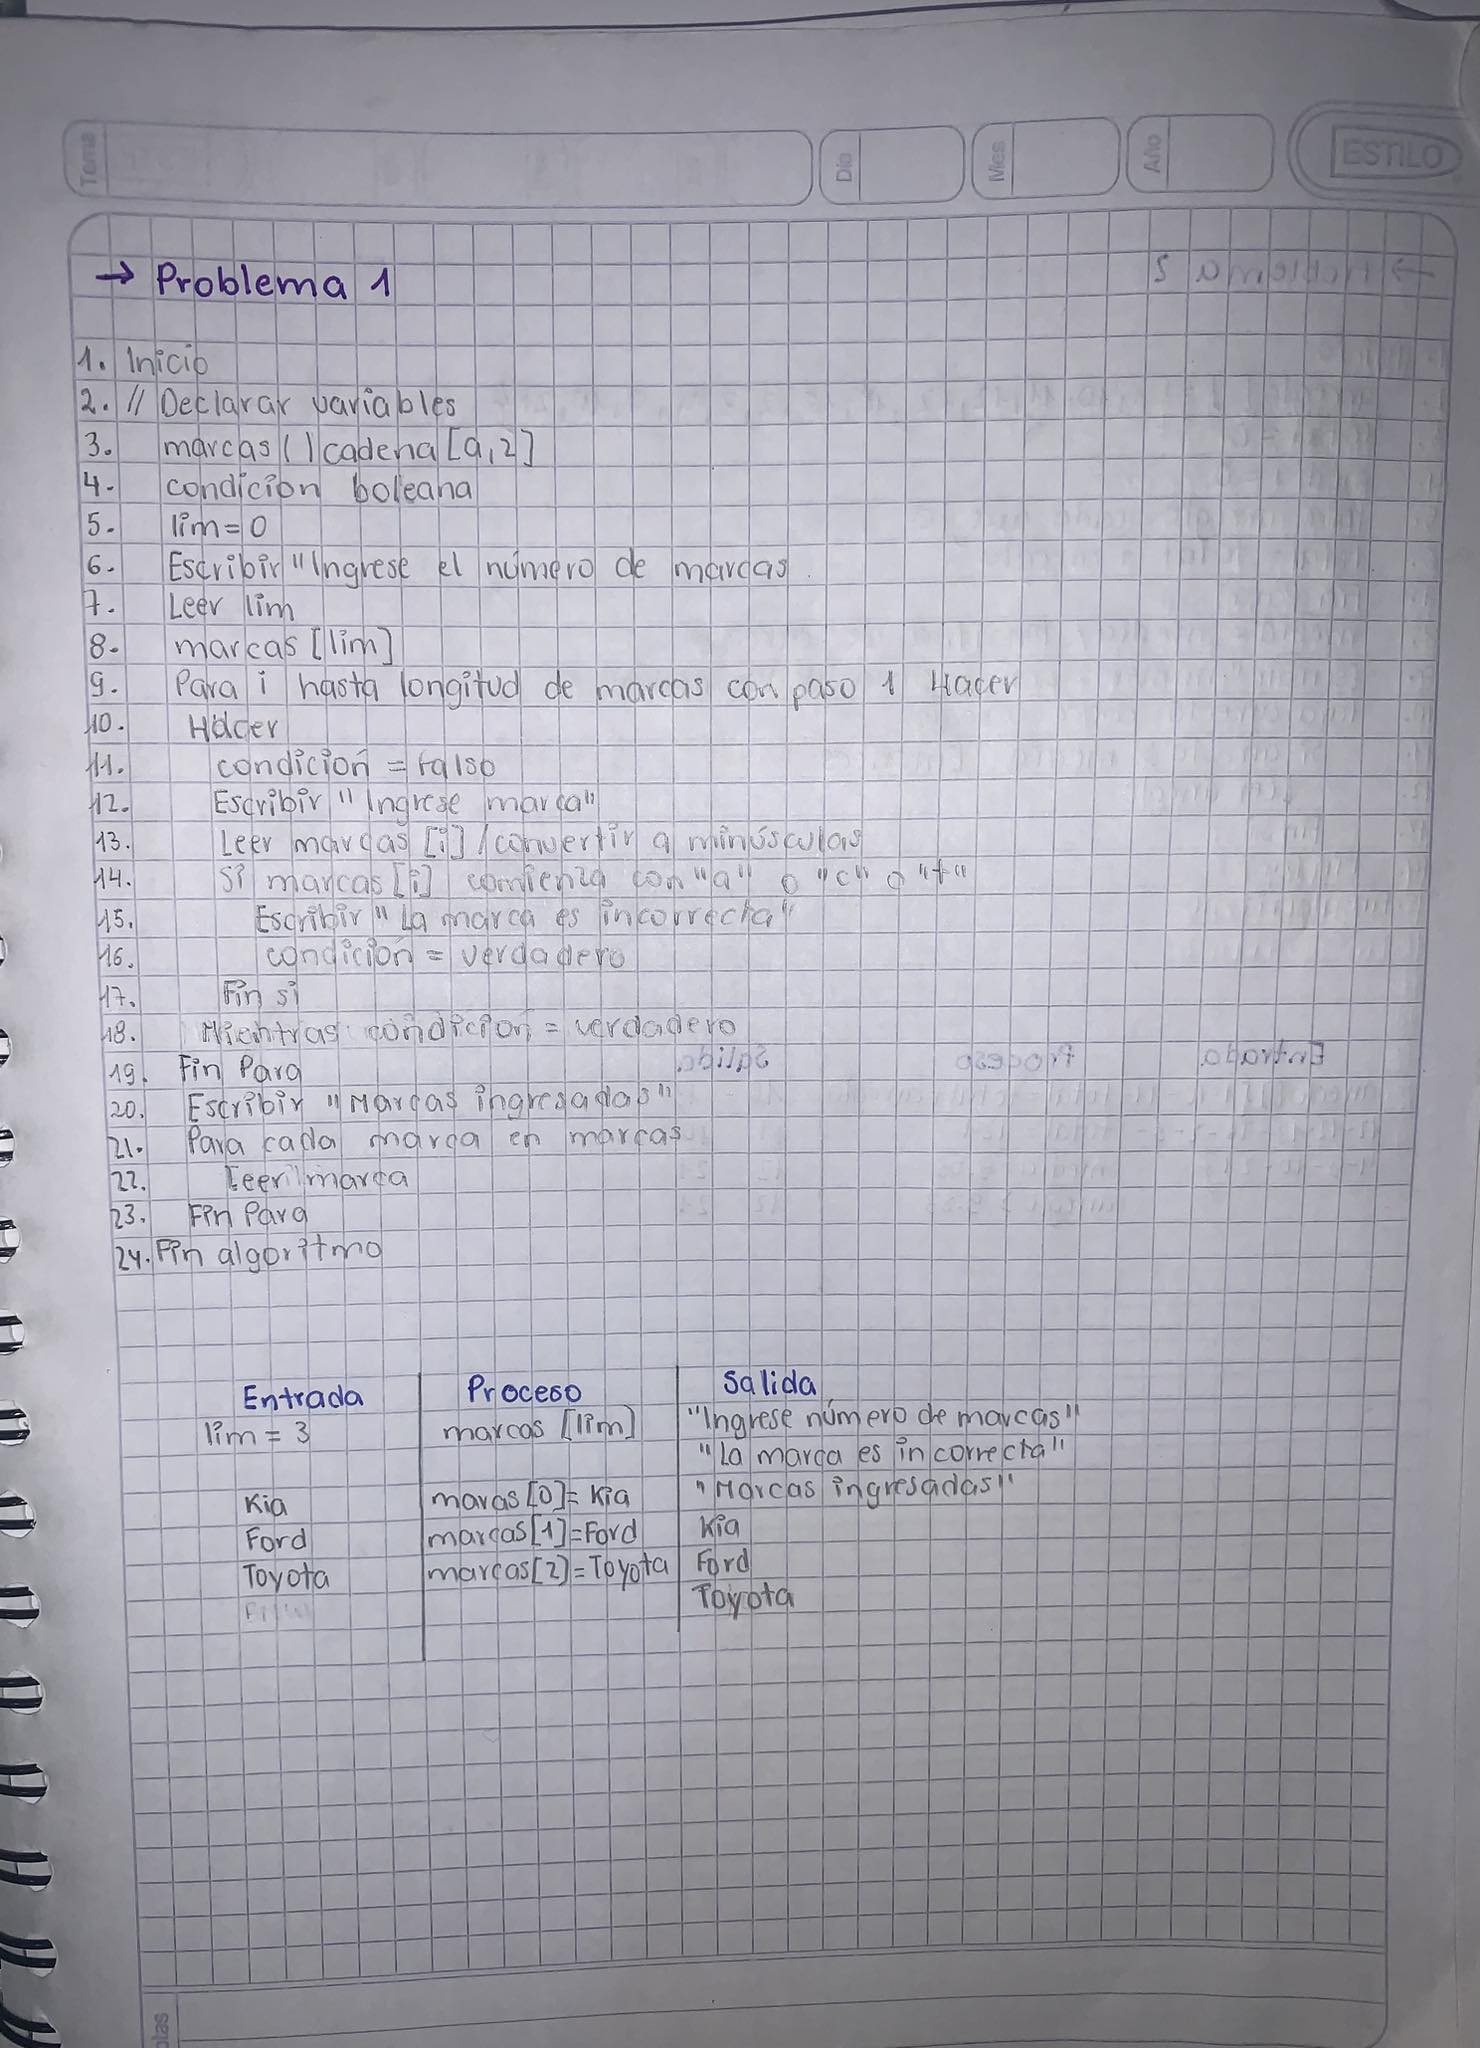 Tema
Día
Mes
Año
ESTILO
→ Problema 1
1. Inicio
2. // Declarar variables
3. marcas ( ) cadena [a,z]
4. condicion boleana
5. lim = 0
6. Escribir "Ingrese el número de marcas
7. Leer lim
8. marcas [lim]
9. Para i hasta longitud de marcas con paso 1 Hacer
10. Hacer
11. condición = falso
12. Escribir "Ingrese marca"
13. Leer marcas [i] / convertir a minúsculas
14. Si marcas [i] comienza con "a" o "c" o "t"
15. Escribir "La marca es incorrecta"
16. condición = verdadero
17. Fin si
18. Mientras condición = verdadero
19. Fin Para
20. Escribir "Marcas ingresadas"
21. Para cada marca en marcas
22. Leer marca
23. Fin Para
24. Fin algoritmo
Entrada Proceso Salida
lim = 3 marcas [lim] "Ingrese número de marcas"
"La marca es incorrecta"
Kia maras [0] = Kia "Marcas ingresadas"
Ford marcas [1] = Ford Kia
Toyota marcas [2] = Toyota Ford
Toyota